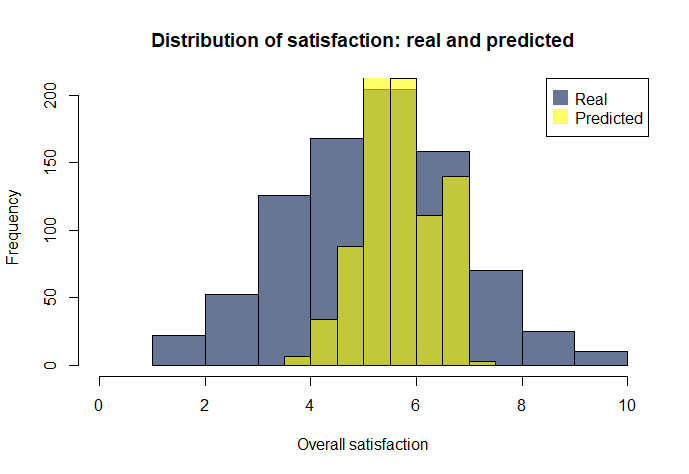 Distribution of satisfaction: real and predicted
Real
Predicted
Frequency
200
150
100
50
0
0 2 4 6 8 10
Overall satisfaction